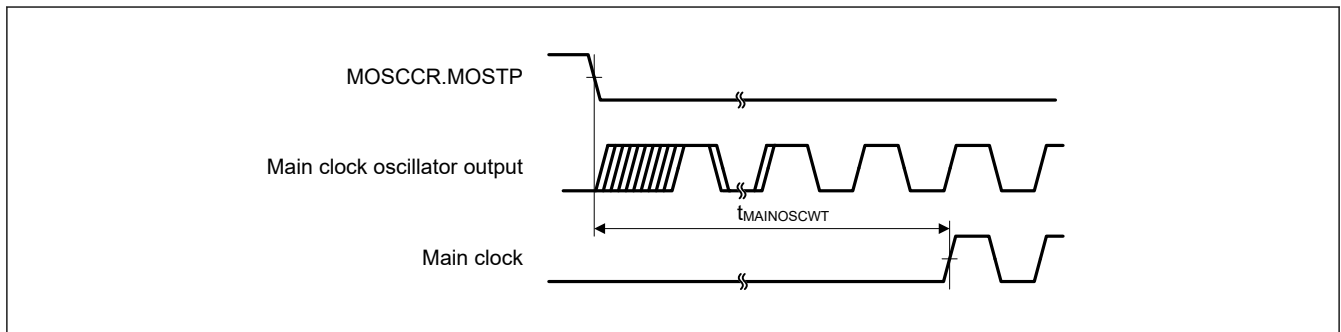 MOSCCR.MOSTP
Main clock oscillator output
tMAINOSCWT
Main clock